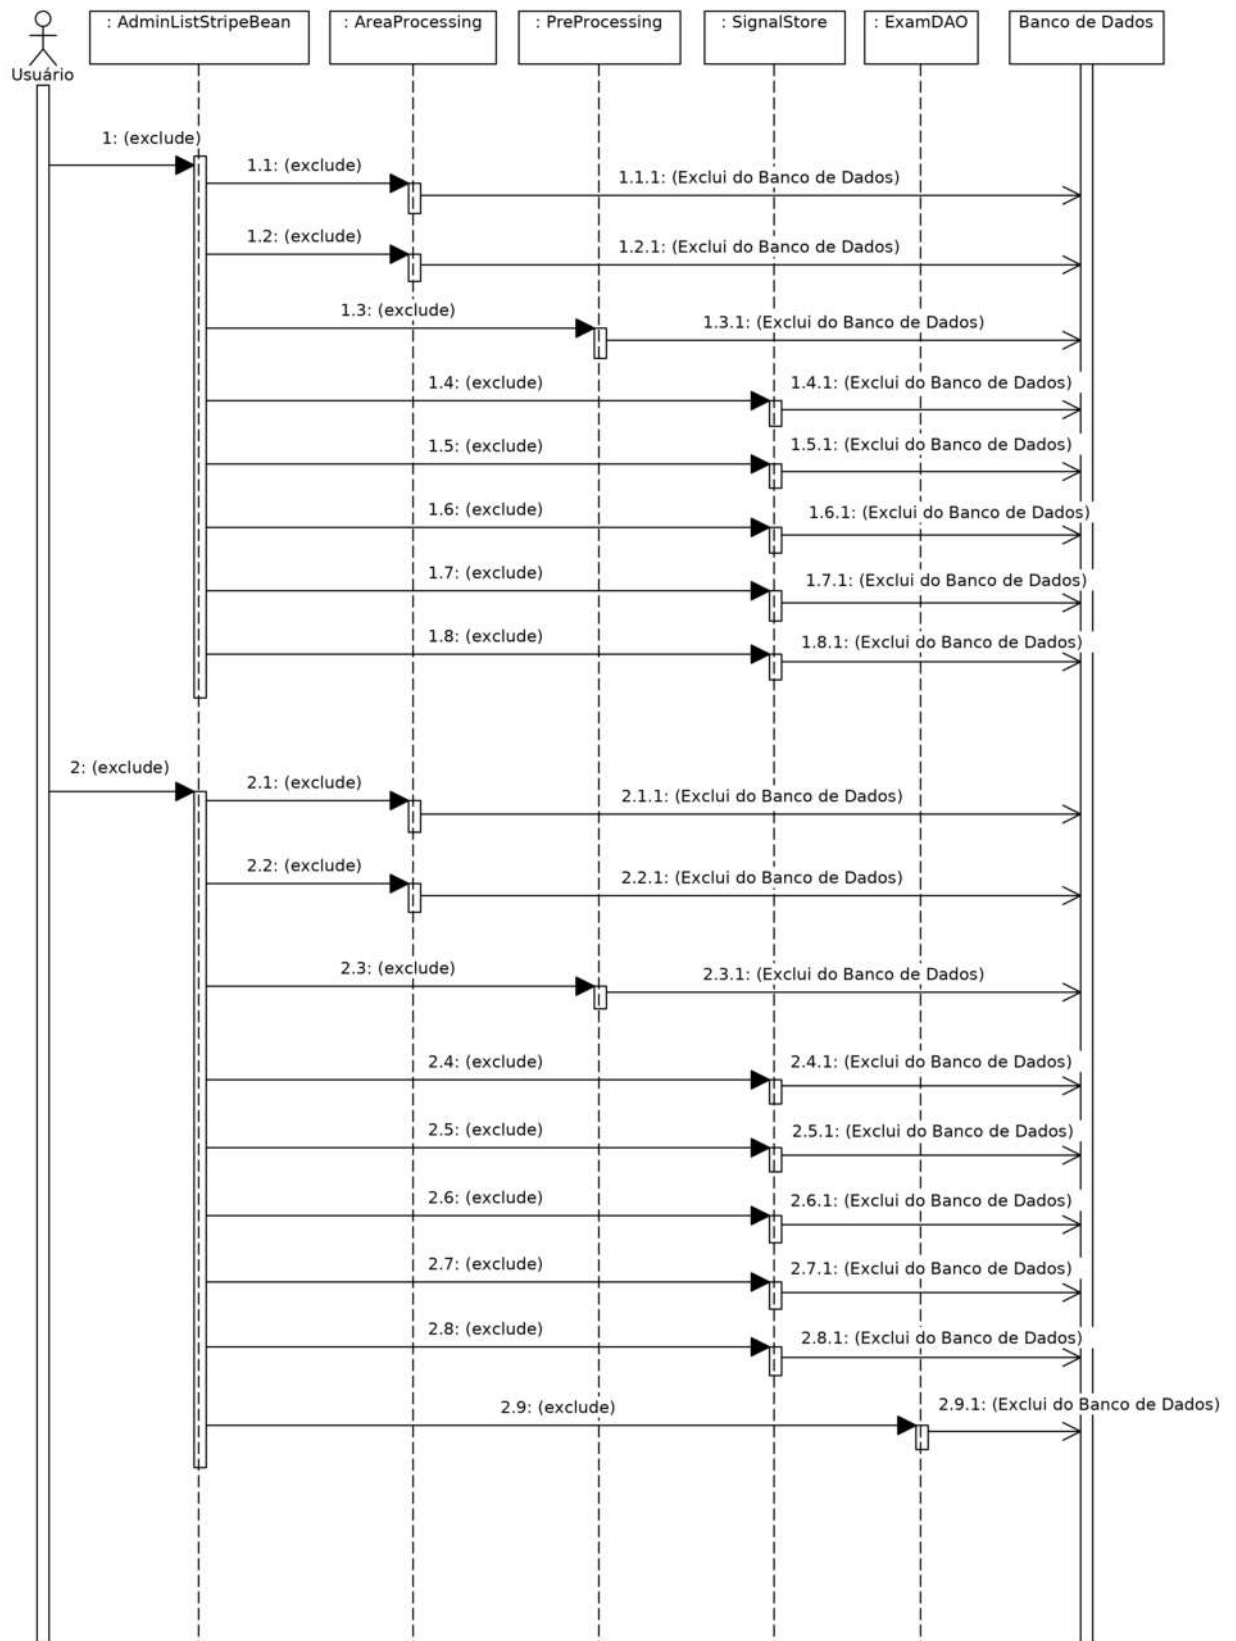 : AdminListStripeBean
: AreaProcessing
: PreProcessing
: SignalStore
: ExamDAO
Banco de Dados
Usuário
1: (exclude)
1.1: (exclude)
1.1.1: (Exclui do Banco de Dados)
1.2: (exclude)
1.2.1: (Exclui do Banco de Dados)
1.3: (exclude)
1.3.1: (Exclui do Banco de Dados)
1.4: (exclude)
1.4.1: (Exclui do Banco de Dados)
1.5: (exclude)
1.5.1: (Exclui do Banco de Dados)
1.6: (exclude)
1.6.1: (Exclui do Banco de Dados)
1.7: (exclude)
1.7.1: (Exclui do Banco de Dados)
1.8: (exclude)
1.8.1: (Exclui do Banco de Dados)
2: (exclude)
2.1: (exclude)
2.1.1: (Exclui do Banco de Dados)
2.2: (exclude)
2.2.1: (Exclui do Banco de Dados)
2.3: (exclude)
2.3.1: (Exclui do Banco de Dados)
2.4: (exclude)
2.4.1: (Exclui do Banco de Dados)
2.5: (exclude)
2.5.1: (Exclui do Banco de Dados)
2.6: (exclude)
2.6.1: (Exclui do Banco de Dados)
2.7: (exclude)
2.7.1: (Exclui do Banco de Dados)
2.8: (exclude)
2.8.1: (Exclui do Banco de Dados)
2.9: (exclude)
2.9.1: (Exclui do Banco de Dados)